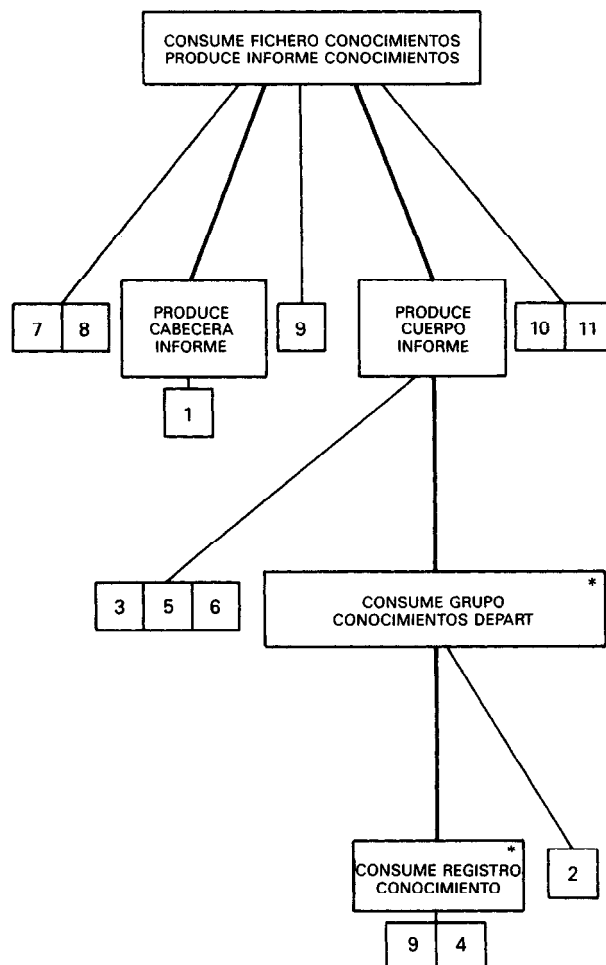 CONSUME FICHERO CONOCIMIENTOS
PRODUCE INFORME CONOCIMIENTOS
7 8
PRODUCE
CABECERA
INFORME
9
PRODUCE
CUERPO
INFORME
10 11
1
3 5 6
*
CONSUME GRUPO
CONOCIMIENTOS DEPART
*
CONSUME REGISTRO
CONOCIMIENTO
2
9 4